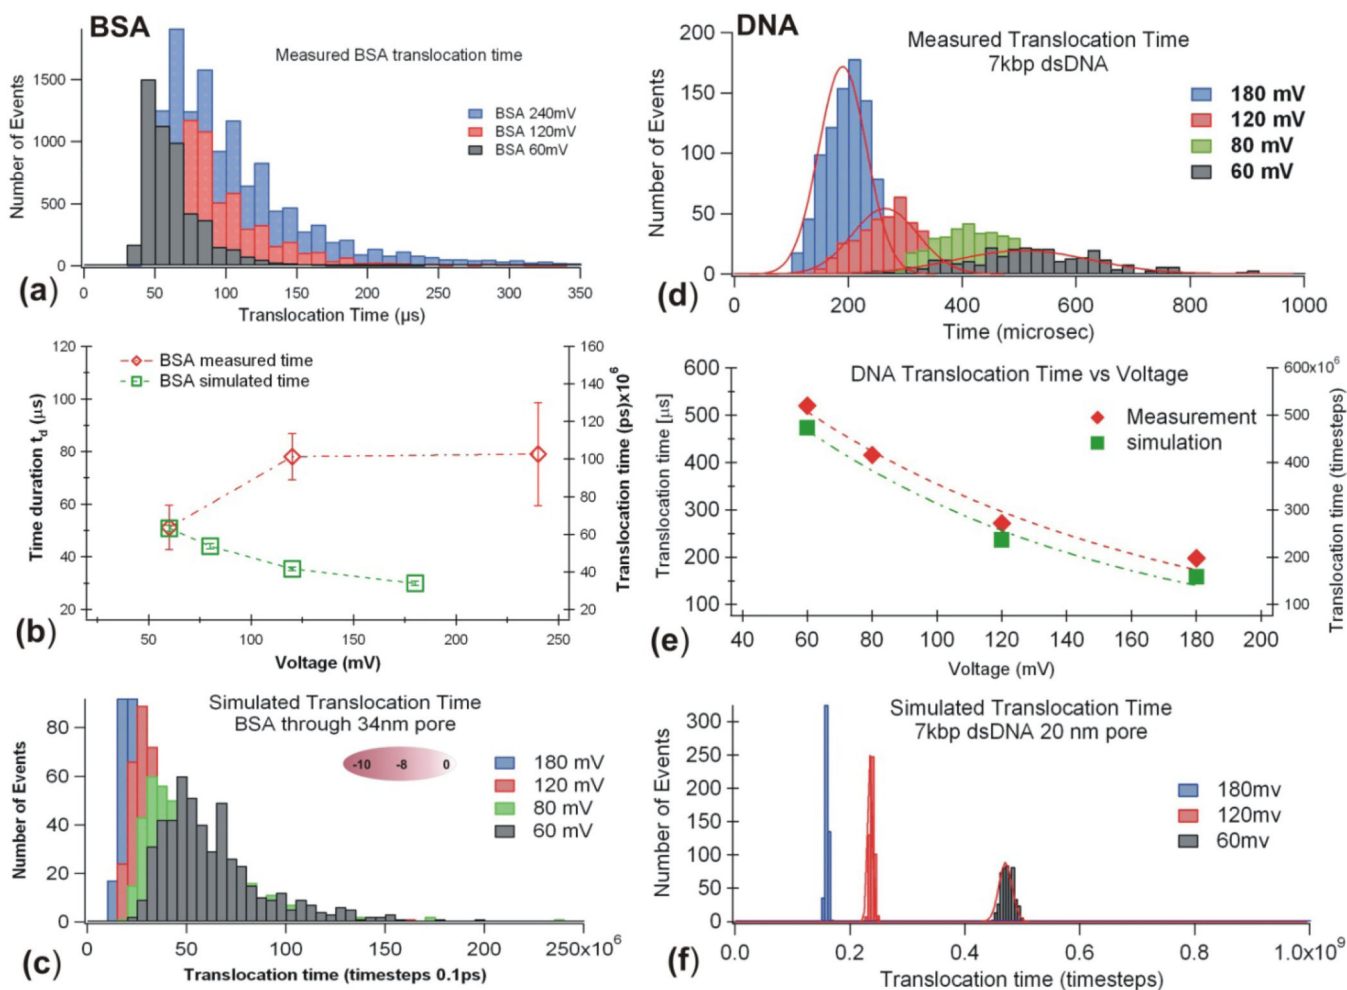 BSA
Measured BSA translocation time
Number of Events
1500
1000
500
0
BSA 240mV
BSA 120mV
BSA 60mV
0 50 100 150 200 250 300 350
Translocation Time (µs)
(a)
DNA
Measured Translocation Time
7kbp dsDNA
Number of Events
200
150
100
50
0
180 mV
120 mV
80 mV
60 mV
0 200 400 600 800 1000
Time (microsec)
(d)
BSA measured time
BSA simulated time
Time duration td (µs)
120
100
80
60
40
20
Translocation time (ps)x10^6
160
140
120
100
80
60
40
20
50 100 150 200 250
Voltage (mV)
(b)
DNA Translocation Time vs Voltage
Translocation time [µs]
600
500
400
300
200
100
Measurement
simulation
Translocation time (timesteps)
600x10^6
500
400
300
200
100
40 60 80 100 120 140 160 180 200
Voltage (mV)
(e)
Simulated Translocation Time
BSA through 34nm pore
-10 -8 0
Number of Events
80
60
40
20
0
180 mV
120 mV
80 mV
60 mV
0 50 100 150 200 250x10^6
Translocation time (timesteps 0.1ps)
(c)
Simulated Translocation Time
7kbp dsDNA 20 nm pore
Number of Events
300
250
200
150
100
50
0
180mv
120mv
60mv
0.0 0.2 0.4 0.6 0.8 1.0x10^9
Translocation time (timesteps)
(f)